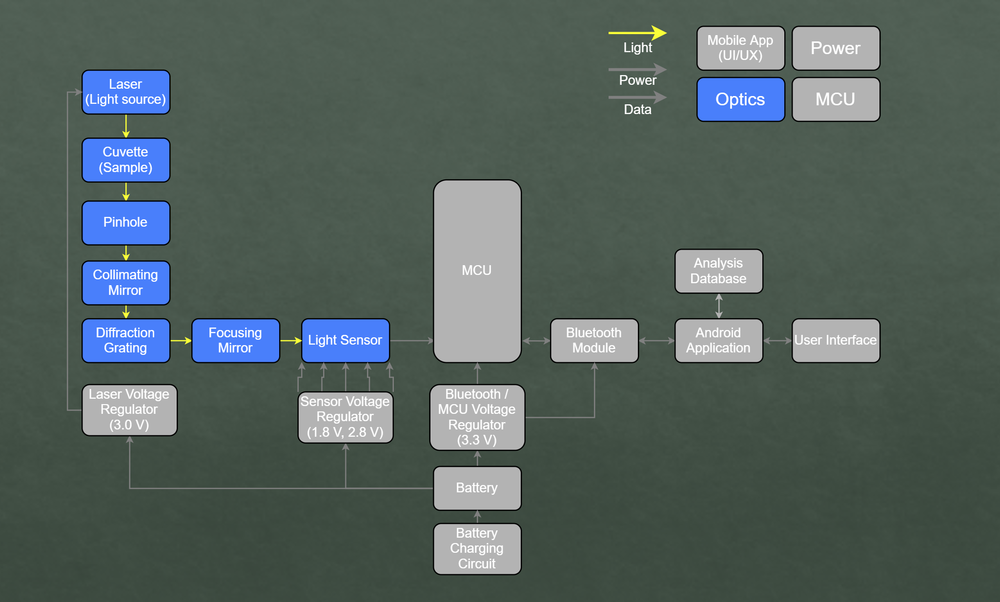 Light
Power
Data
Mobile App
(UI/UX)
Power
Optics
MCU
Laser
(Light source)
Cuvette
(Sample)
Pinhole
Collimating
Mirror
Diffraction
Grating
Focusing
Mirror
Light Sensor
MCU
Bluetooth
Module
Analysis
Database
Android
Application
User Interface
Laser Voltage
Regulator
(3.0 V)
Sensor Voltage
Regulator
(1.8 V, 2.8 V)
Bluetooth /
MCU Voltage
Regulator
(3.3 V)
Battery
Battery
Charging
Circuit